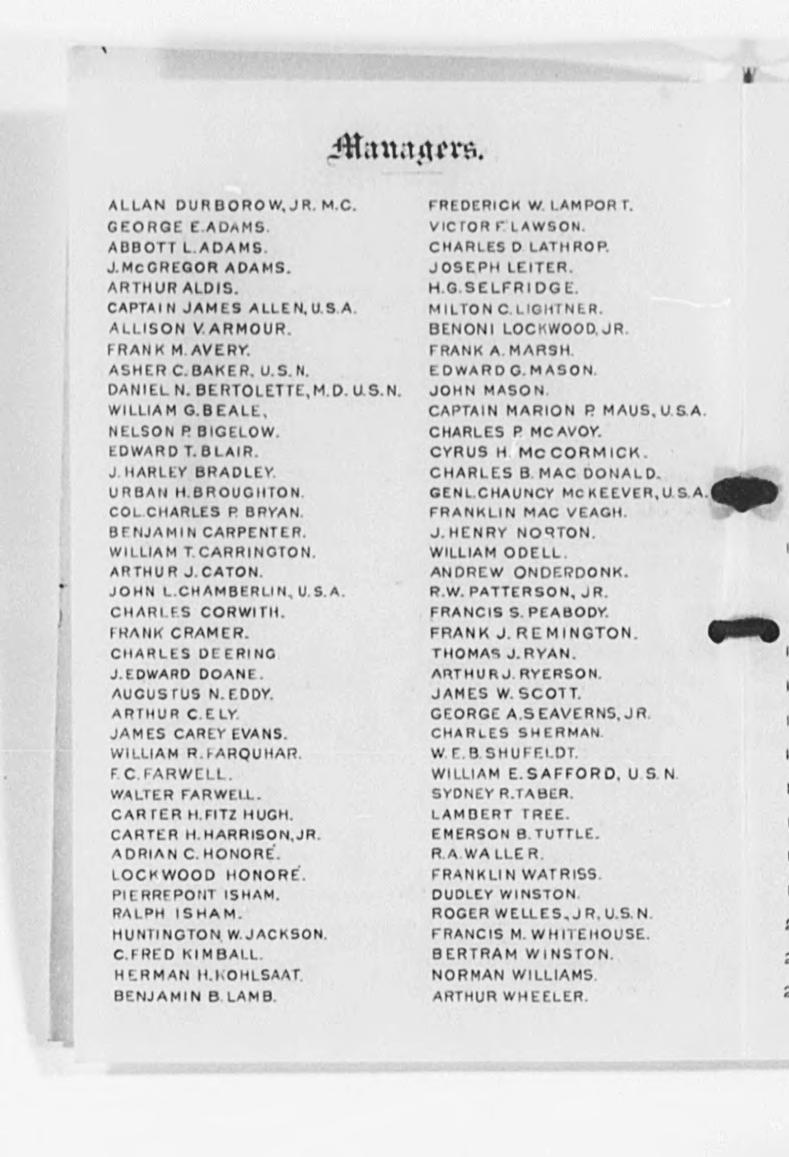 Managers.
ALLAN DURBOROW, JR. M.C.
GEORGE E. ADAMS.
ABBOTT L. ADAMS.
J. McGREGOR ADAMS.
ARTHUR ALDIS.
CAPTAIN JAMES ALLEN, U.S.A.
ALLISON V. ARMOUR.
FRANK M. AVERY.
ASHER C. BAKER, U.S.N.
DANIEL N. BERTOLETTE, M.D. U.S.N.
WILLIAM G. BEALE,
NELSON P. BIGELOW.
EDWARD T. BLAIR.
J. HARLEY BRADLEY.
URBAN H. BROUGHTON.
COL. CHARLES P. BRYAN.
BENJAMIN CARPENTER.
WILLIAM T. CARRINGTON.
ARTHUR J. CATON.
JOHN L. CHAMBERLIN, U.S.A.
CHARLES CORWITH.
FRANK CRAMER.
CHARLES DEERING
J. EDWARD DOANE.
AUGUSTUS N. EDDY.
ARTHUR C. ELY.
JAMES CAREY EVANS.
WILLIAM R. FARQUHAR.
F. C. FARWELL.
WALTER FARWELL.
CARTER H. FITZ HUGH.
CARTER H. HARRISON, JR.
ADRIAN C. HONORÉ.
LOCKWOOD HONORÉ.
PIERREPONT ISHAM.
RALPH ISHAM.
HUNTINGTON W. JACKSON.
C. FRED KIMBALL.
HERMAN H. KOHLSAAT.
BENJAMIN B. LAMB.
FREDERICK W. LAMPORT.
VICTOR F. LAWSON.
CHARLES D. LATHROP.
JOSEPH LEITER.
H. G. SELFRIDGE.
MILTON C. LIGHTNER.
BENONI LOCKWOOD, JR.
FRANK A. MARSH.
EDWARD G. MASON.
JOHN MASON.
CAPTAIN MARION P. MAUS, U.S.A.
CHARLES P. McAVOY.
CYRUS H. McCORMICK.
CHARLES B. MAC DONALD.
GENL. CHAUNCY McKEEVER, U.S.A.
FRANKLIN MAC VEAGH.
J. HENRY NORTON.
WILLIAM ODELL.
ANDREW ONDERDONK.
R. W. PATTERSON, JR.
FRANCIS S. PEABODY.
FRANK J. REMINGTON.
THOMAS J. RYAN.
ARTHUR J. RYERSON.
JAMES W. SCOTT.
GEORGE A. SEAVERNS, JR.
CHARLES SHERMAN.
W. E. B. SHUFELDT.
WILLIAM E. SAFFORD, U.S.N.
SYDNEY R. TABER.
LAMBERT TREE.
EMERSON B. TUTTLE.
R. A. WALLER.
FRANKLIN WATRISS.
DUDLEY WINSTON.
ROGER WELLES, JR, U.S.N.
FRANCIS M. WHITEHOUSE.
BERTRAM WINSTON.
NORMAN WILLIAMS.
ARTHUR WHEELER.